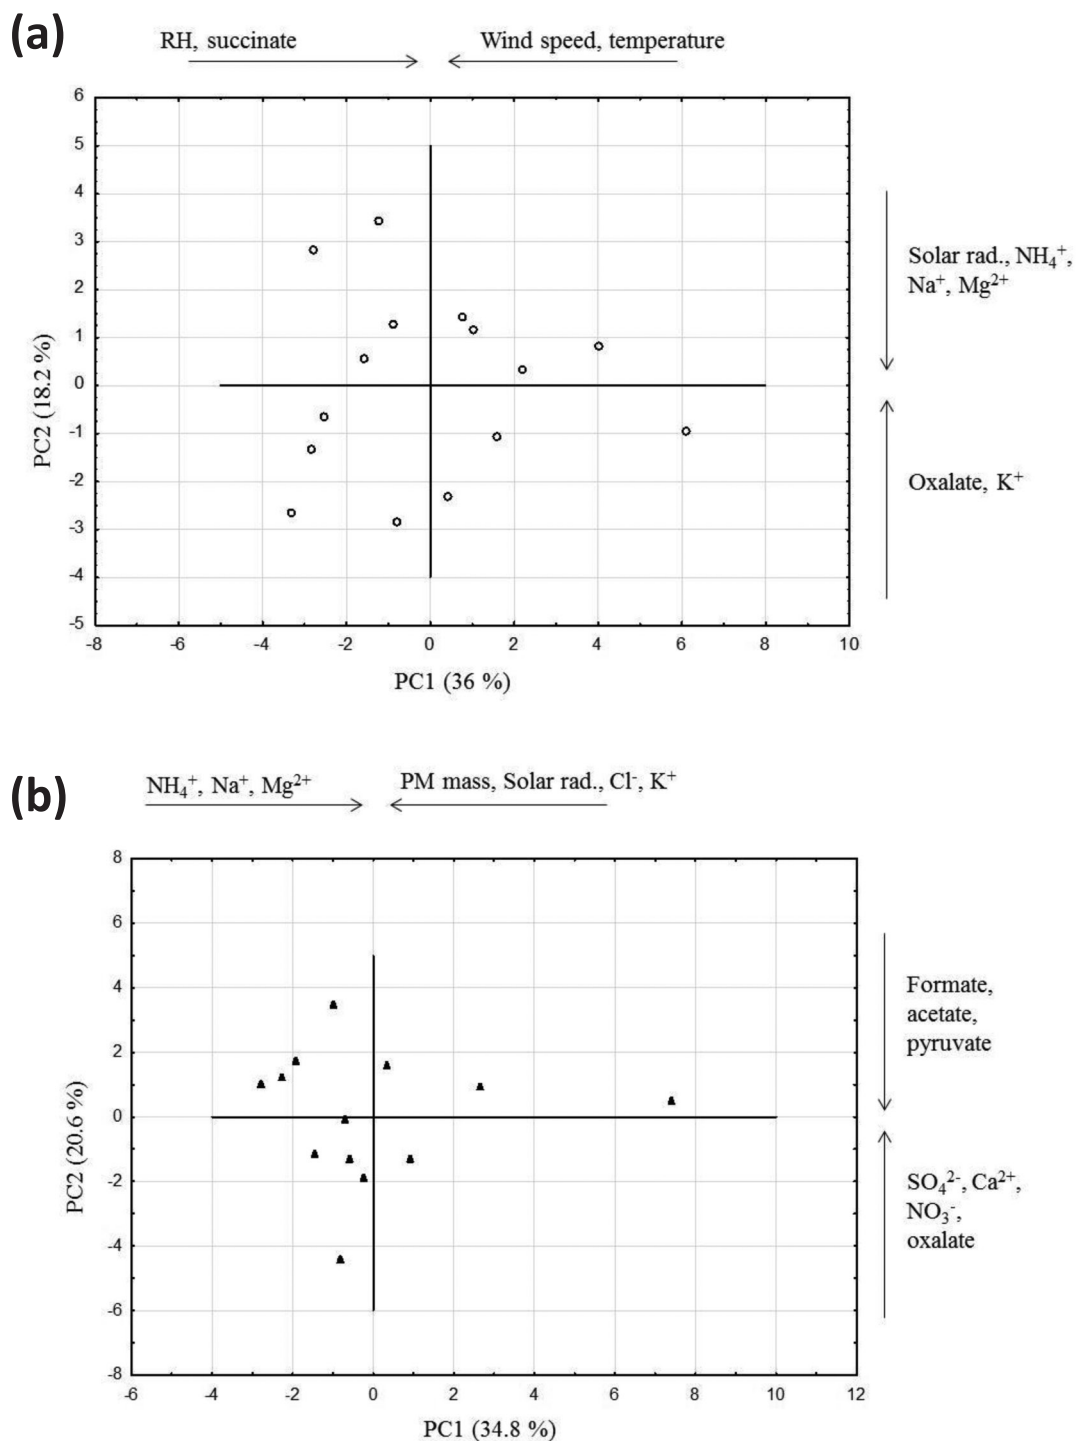 (a)
RH, succinate
Wind speed, temperature
6
5
4
3
2
1
0
-1
-2
-3
-4
-5
PC2 (18.2 %)
-8 -6 -4 -2 0 2 4 6 8 10
PC1 (36 %)
Solar rad., NH₄⁺,
Na⁺, Mg²⁺
Oxalate, K⁺
(b)
NH₄⁺, Na⁺, Mg²⁺
PM mass, Solar rad., Cl⁻, K⁺
8
6
4
2
0
-2
-4
-6
-8
PC2 (20.6 %)
-6 -4 -2 0 2 4 6 8 10 12
PC1 (34.8 %)
Formate,
acetate,
pyruvate
SO₄²⁻, Ca²⁺,
NO₃⁻,
oxalate